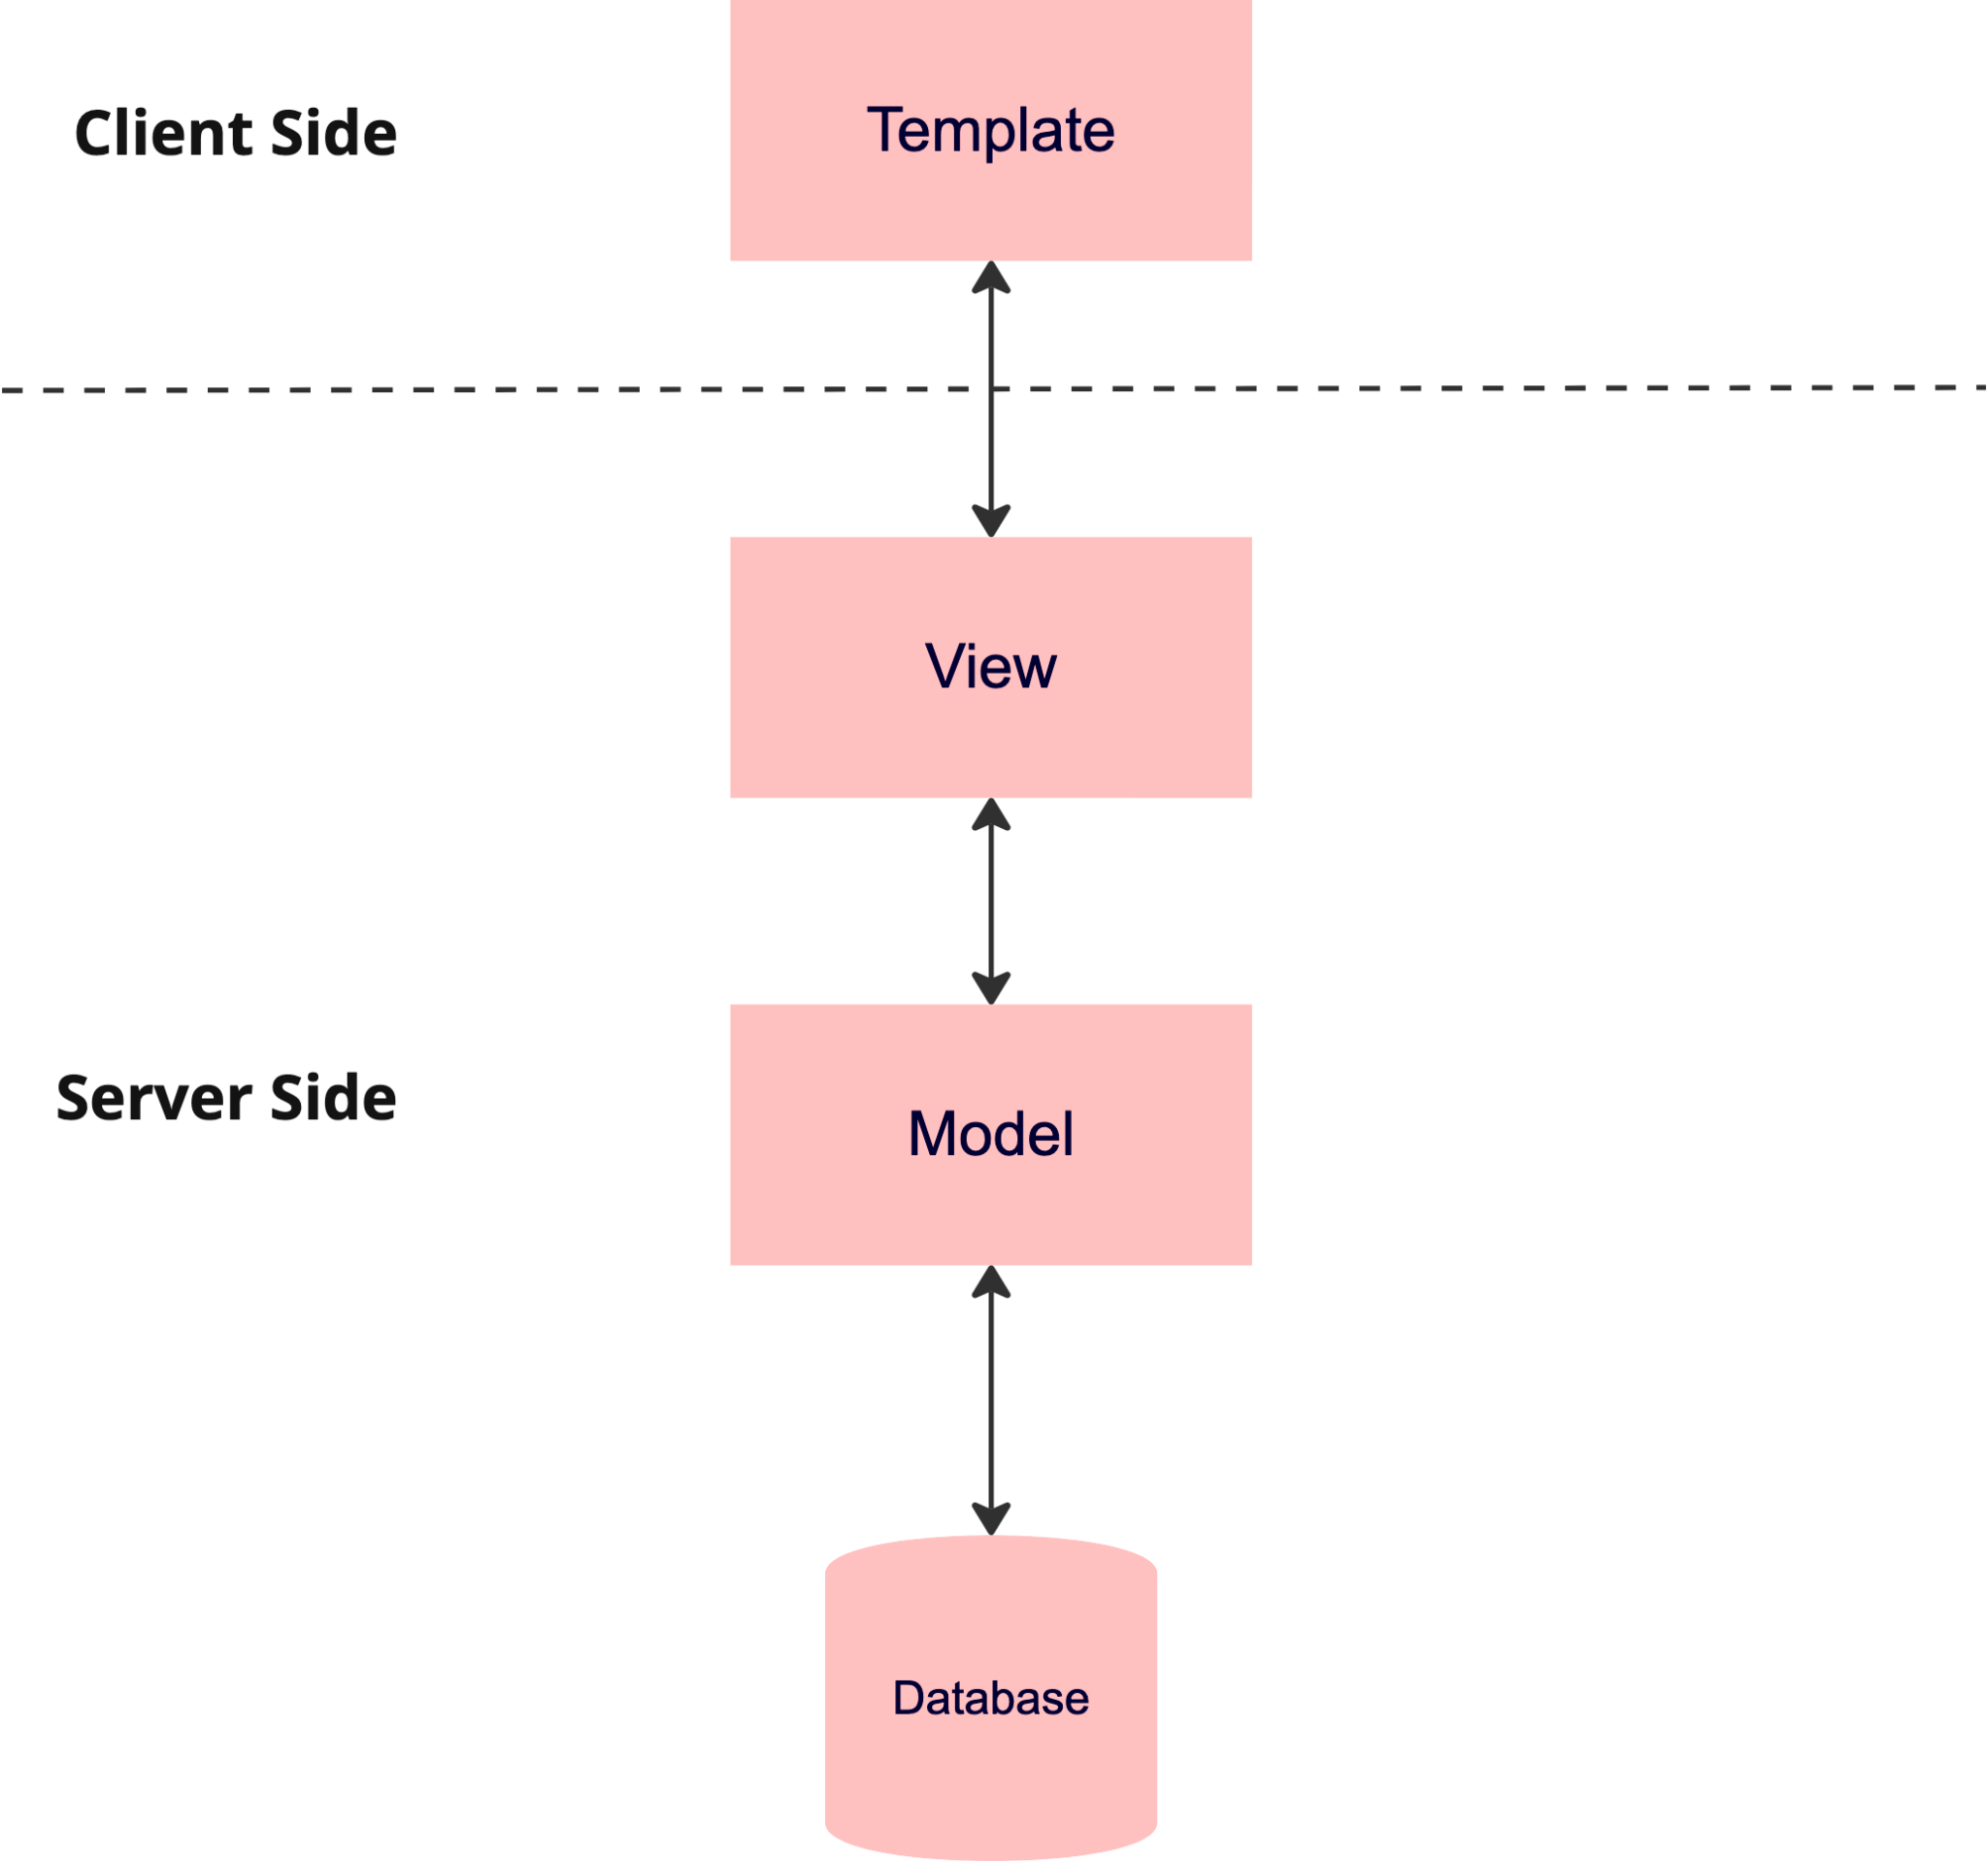 Client Side
Template
View
Server Side
Model
Database